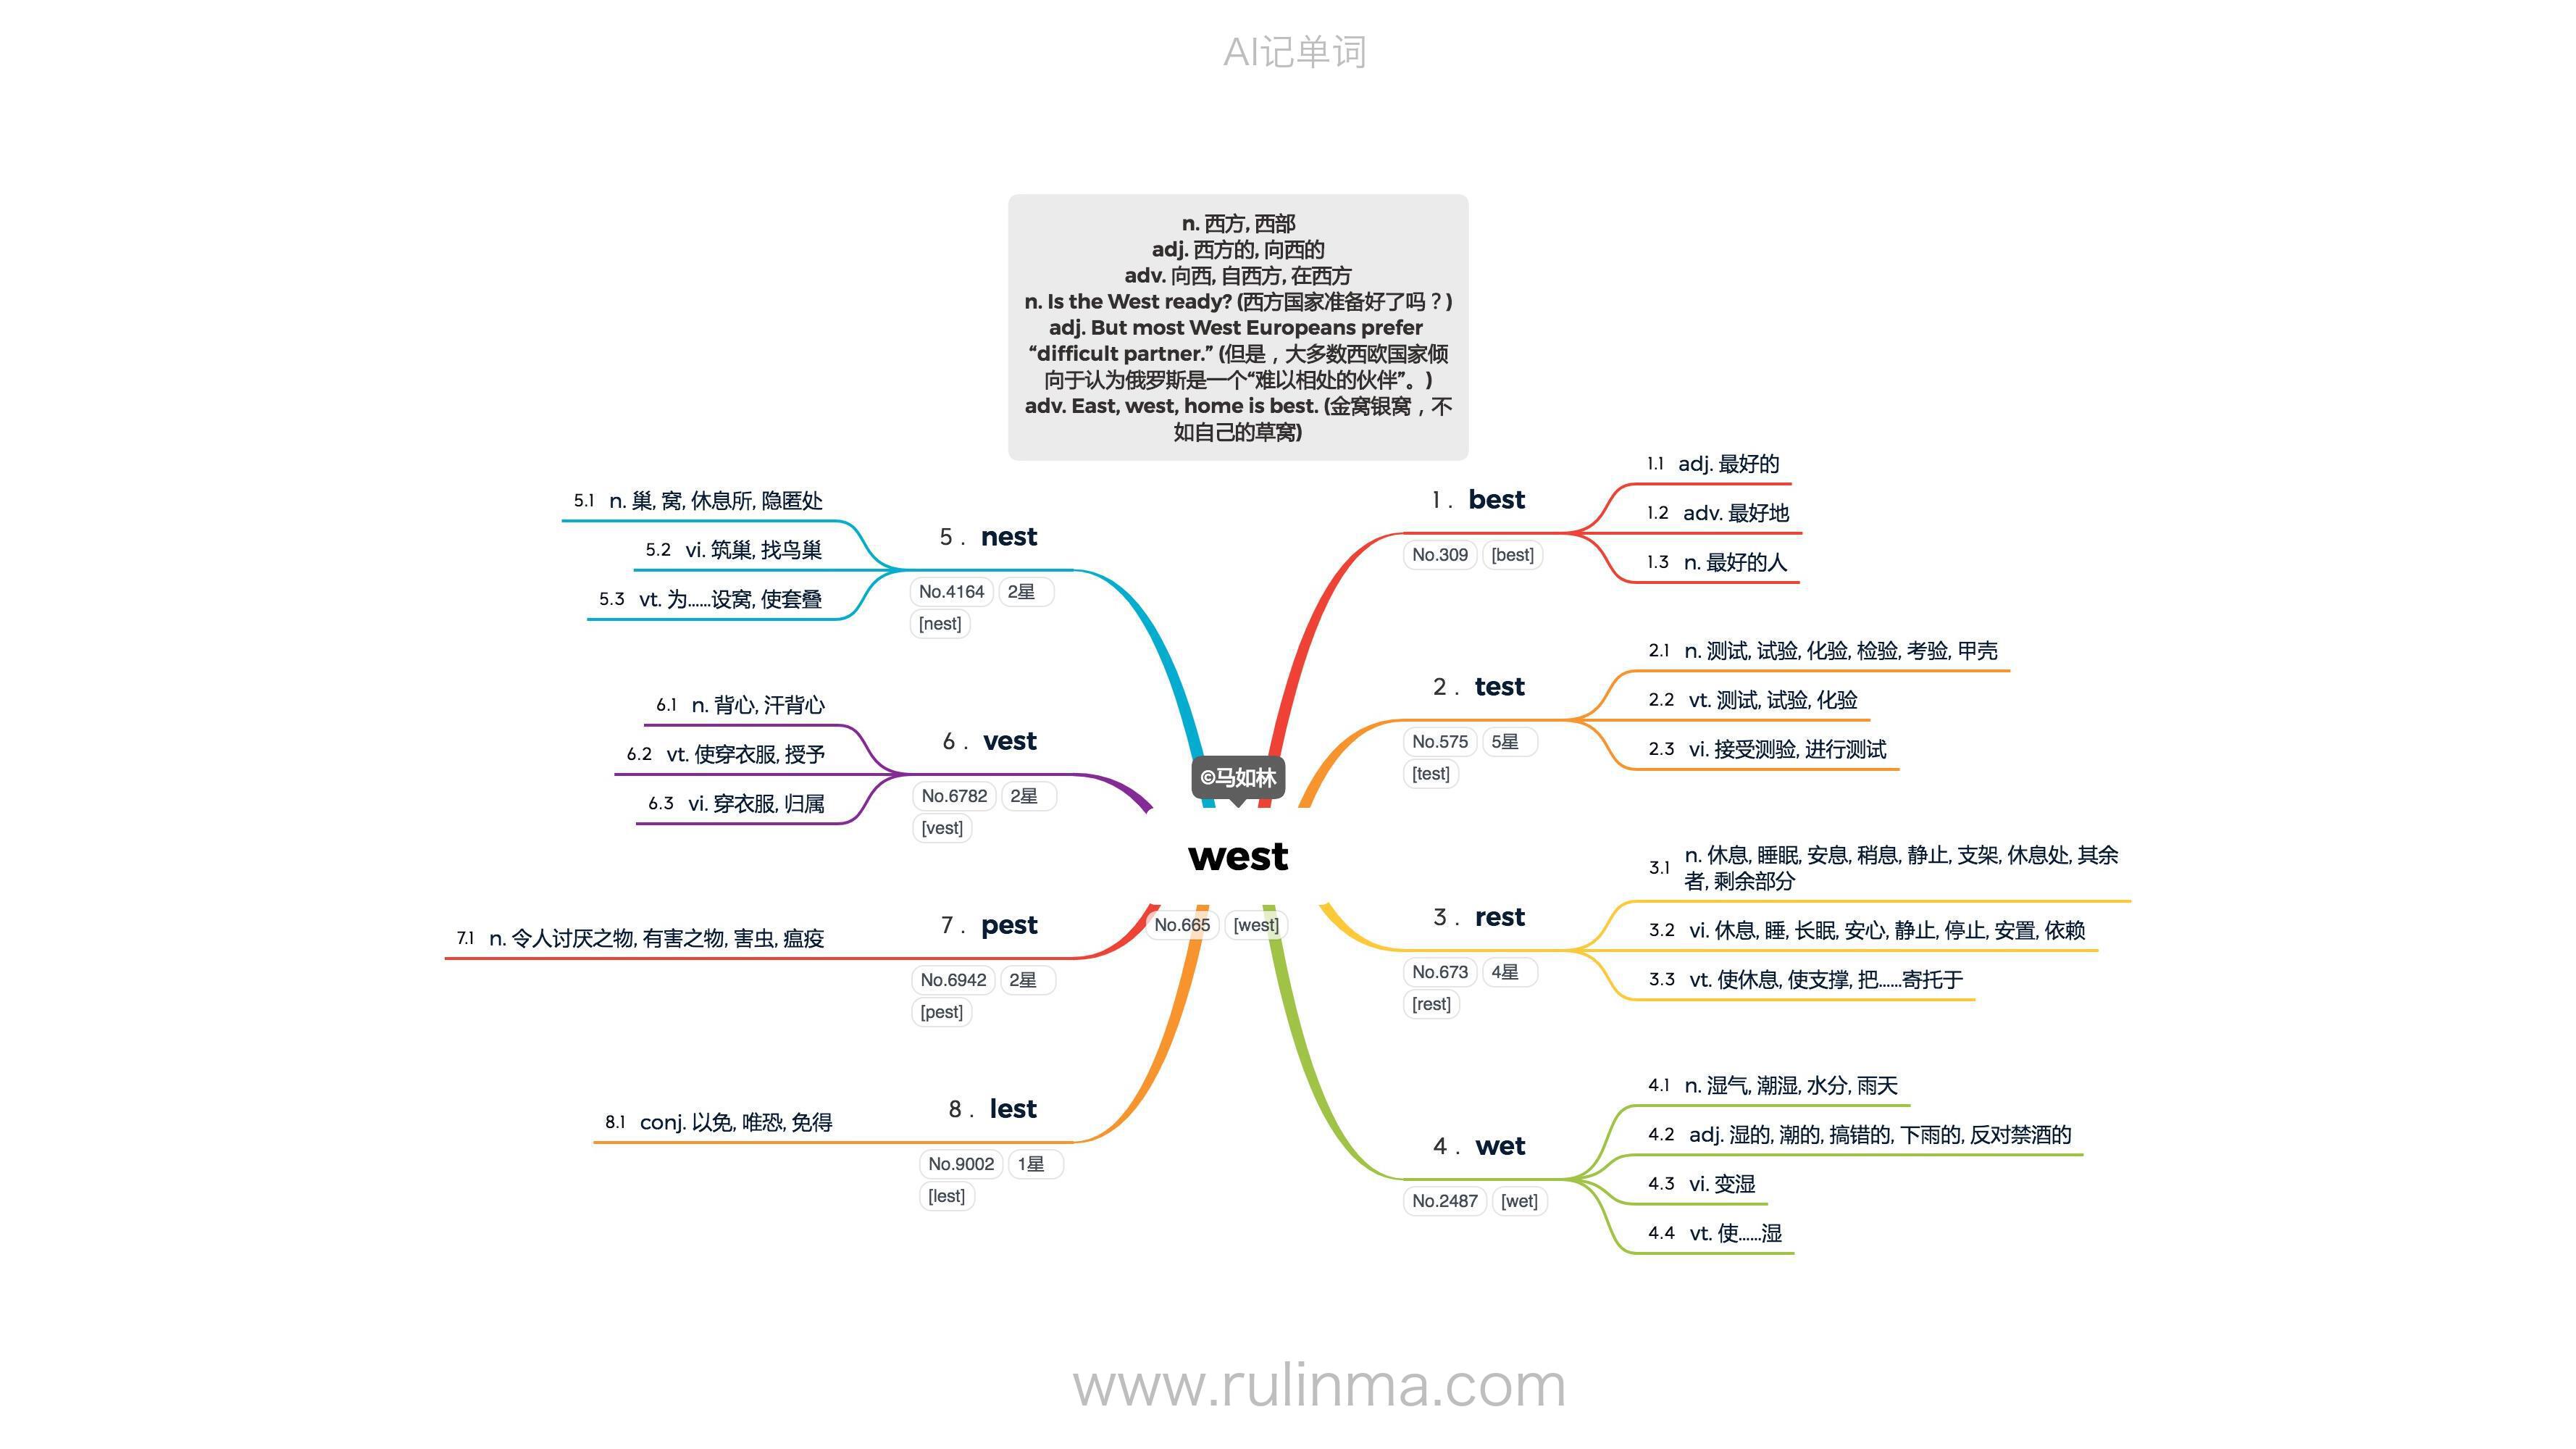 AI记单词
n. 西方, 西部
adj. 西方的, 向西的
adv. 向西, 自西方, 在西方
n. Is the West ready? (西方国家准备好了吗？)
adj. But most West Europeans prefer
“difficult partner.” (但是，大多数西欧国家倾
向于认为俄罗斯是一个“难以相处的伙伴”。)
adv. East, west, home is best. (金窝银窝，不
如自己的草窝)
©马如林
west
No.665 [west]
1. best
No.309 [best]
1.1 adj. 最好的
1.2 adv. 最好地
1.3 n. 最好的人
2. test
No.575 5星
[test]
2.1 n. 测试, 试验, 化验, 检验, 考验, 甲壳
2.2 vt. 测试, 试验, 化验
2.3 vi. 接受测验, 进行测试
3. rest
No.673 4星
[rest]
3.1 n. 休息, 睡眠, 安息, 稍息, 静止, 支架, 休息处, 其余
者, 剩余部分
3.2 vi. 休息, 睡, 长眠, 安心, 静止, 停止, 安置, 依赖
3.3 vt. 使休息, 使支撑, 把……寄托于
4. wet
No.2487 [wet]
4.1 n. 湿气, 潮湿, 水分, 雨天
4.2 adj. 湿的, 潮的, 搞错的, 下雨的, 反对禁酒的
4.3 vi. 变湿
4.4 vt. 使……湿
5. nest
No.4164 2星
[nest]
5.1 n. 巢, 窝, 休息所, 隐匿处
5.2 vi. 筑巢, 找鸟巢
5.3 vt. 为……设窝, 使套叠
6. vest
No.6782 2星
[vest]
6.1 n. 背心, 汗背心
6.2 vt. 使穿衣服, 授予
6.3 vi. 穿衣服, 归属
7. pest
No.6942 2星
[pest]
7.1 n. 令人讨厌之物, 有害之物, 害虫, 瘟疫
8. lest
No.9002 1星
[lest]
8.1 conj. 以免, 唯恐, 免得
www.rulinma.com